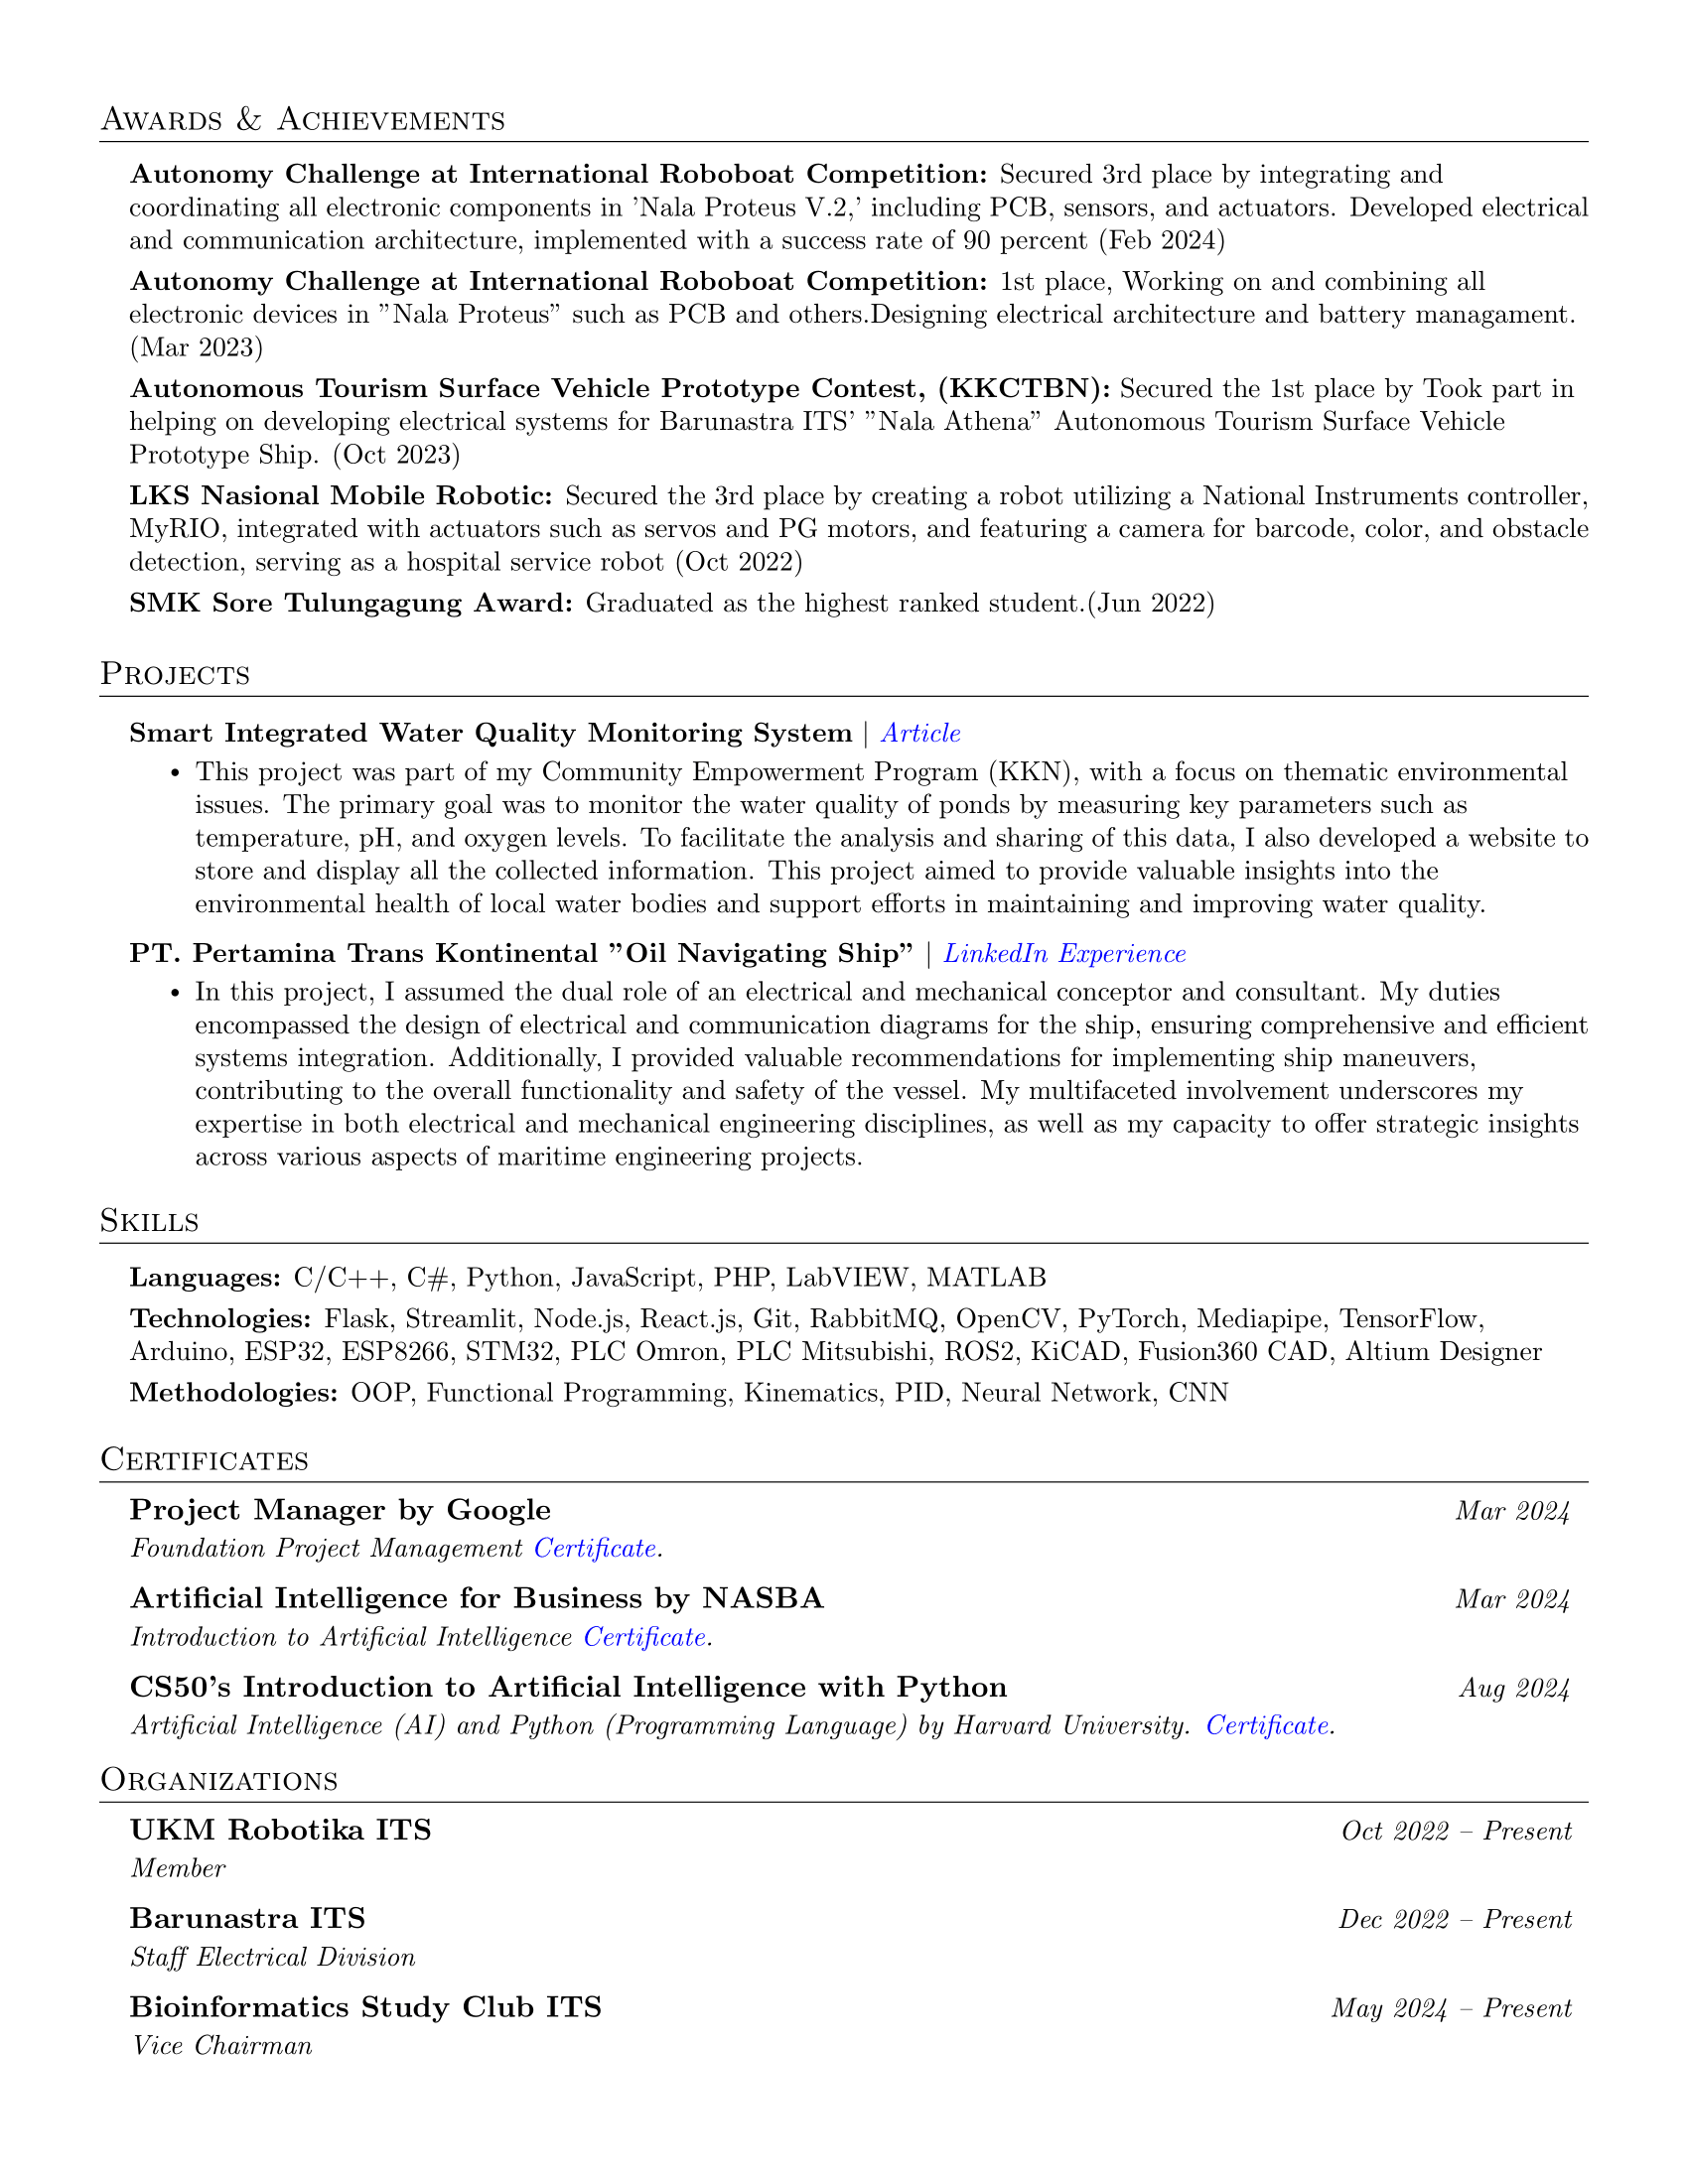 Awards & Achievements
Autonomy Challenge at International Roboboat Competition: Secured 3rd place by integrating and
coordinating all electronic components in ’Nala Proteus V.2,’ including PCB, sensors, and actuators. Developed electrical
and communication architecture, implemented with a success rate of 90 percent (Feb 2024)
Autonomy Challenge at International Roboboat Competition: 1st place, Working on and combining all
electronic devices in ”Nala Proteus” such as PCB and others.Designing electrical architecture and battery managament.
(Mar 2023)
Autonomous Tourism Surface Vehicle Prototype Contest, (KKCTBN): Secured the 1st place by Took part in
helping on developing electrical systems for Barunastra ITS’ ”Nala Athena” Autonomous Tourism Surface Vehicle
Prototype Ship. (Oct 2023)
LKS Nasional Mobile Robotic: Secured the 3rd place by creating a robot utilizing a National Instruments controller,
MyRIO, integrated with actuators such as servos and PG motors, and featuring a camera for barcode, color, and obstacle
detection, serving as a hospital service robot (Oct 2022)
SMK Sore Tulungagung Award: Graduated as the highest ranked student.(Jun 2022)
Projects
Smart Integrated Water Quality Monitoring System | Article
• This project was part of my Community Empowerment Program (KKN), with a focus on thematic environmental
issues. The primary goal was to monitor the water quality of ponds by measuring key parameters such as
temperature, pH, and oxygen levels. To facilitate the analysis and sharing of this data, I also developed a website to
store and display all the collected information. This project aimed to provide valuable insights into the
environmental health of local water bodies and support efforts in maintaining and improving water quality.
PT. Pertamina Trans Kontinental ”Oil Navigating Ship” | LinkedIn Experience
• In this project, I assumed the dual role of an electrical and mechanical conceptor and consultant. My duties
encompassed the design of electrical and communication diagrams for the ship, ensuring comprehensive and efficient
systems integration. Additionally, I provided valuable recommendations for implementing ship maneuvers,
contributing to the overall functionality and safety of the vessel. My multifaceted involvement underscores my
expertise in both electrical and mechanical engineering disciplines, as well as my capacity to offer strategic insights
across various aspects of maritime engineering projects.
Skills
Languages: C/C++, C#, Python, JavaScript, PHP, LabVIEW, MATLAB
Technologies: Flask, Streamlit, Node.js, React.js, Git, RabbitMQ, OpenCV, PyTorch, Mediapipe, TensorFlow,
Arduino, ESP32, ESP8266, STM32, PLC Omron, PLC Mitsubishi, ROS2, KiCAD, Fusion360 CAD, Altium Designer
Methodologies: OOP, Functional Programming, Kinematics, PID, Neural Network, CNN
Certificates
Project Manager by Google Mar 2024
Foundation Project Management Certificate.
Artificial Intelligence for Business by NASBA Mar 2024
Introduction to Artificial Intelligence Certificate.
CS50’s Introduction to Artificial Intelligence with Python Aug 2024
Artificial Intelligence (AI) and Python (Programming Language) by Harvard University. Certificate.
Organizations
UKM Robotika ITS Oct 2022 – Present
Member
Barunastra ITS Dec 2022 – Present
Staff Electrical Division
Bioinformatics Study Club ITS May 2024 – Present
Vice Chairman